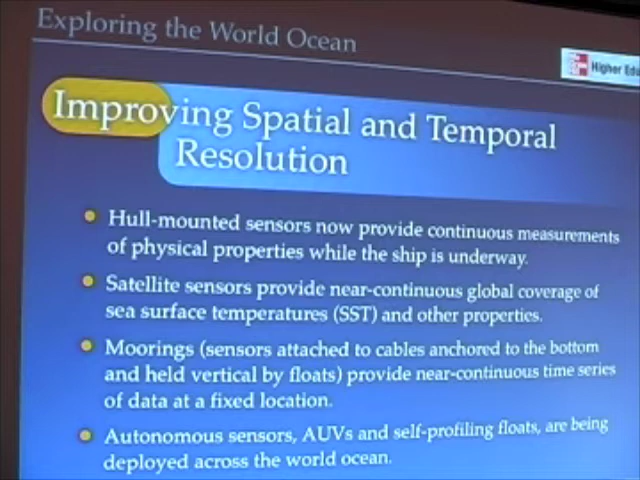 Exploring the World Ocean
Higher Edu
Improving Spatial and Temporal
Resolution
Hull-mounted sensors now provide continuous measurements
of physical properties while the ship is underway.
Satellite sensors provide near-continuous global coverage of
sea surface temperatures (SST) and other properties.
Moorings (sensors attached to cables anchored to the bottom
and held vertical by floats) provide near-continuous time series
of data at a fixed location.
Autonomous sensors, AUVs and self-profiling floats, are being
deployed across the world ocean.